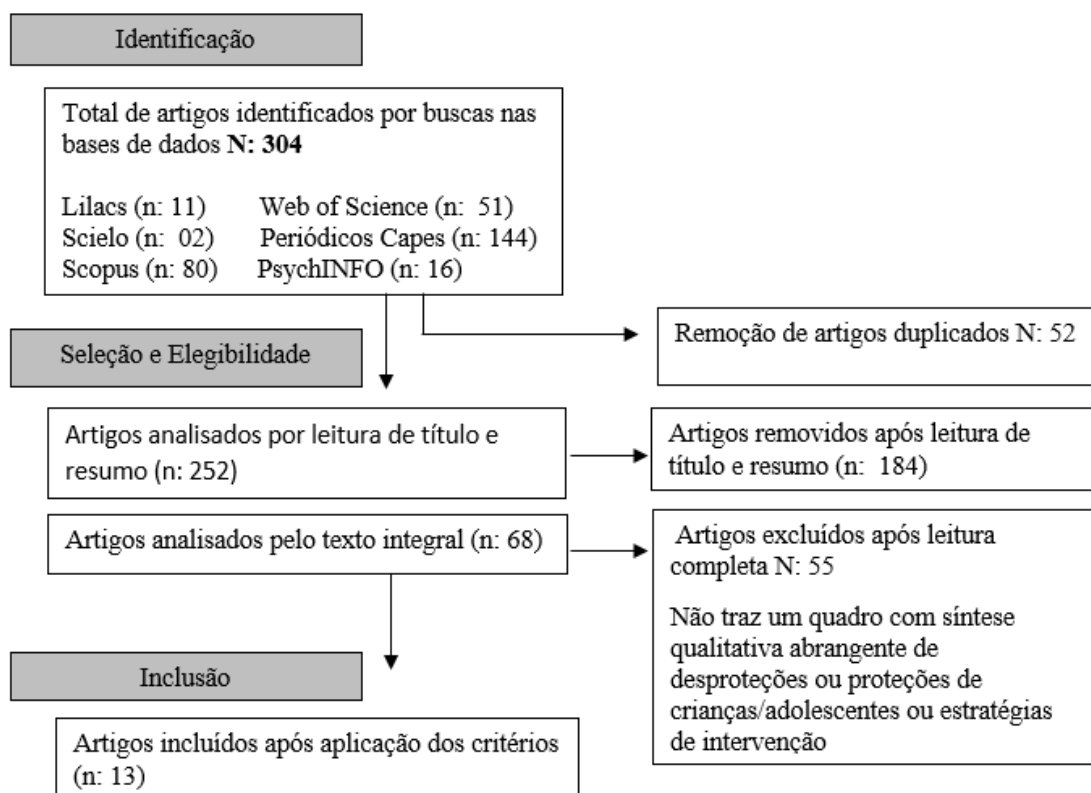 Identificação
Total de artigos identificados por buscas nas
bases de dados N: 304
Lilacs (n: 11) Web of Science (n: 51)
Scielo (n: 02) Periódicos Capes (n: 144)
Scopus (n: 80) PsychINFO (n: 16)
Remoção de artigos duplicados N: 52
Seleção e Elegibilidade
Artigos analisados por leitura de título e
resumo (n: 252)
Artigos removidos após leitura de
título e resumo (n: 184)
Artigos analisados pelo texto integral (n: 68)
Artigos excluídos após leitura
completa N: 55
Não traz um quadro com síntese
qualitativa abrangente de
desproteções ou proteções de
crianças/adolescentes ou estratégias
de intervenção
Inclusão
Artigos incluídos após aplicação dos critérios
(n: 13)